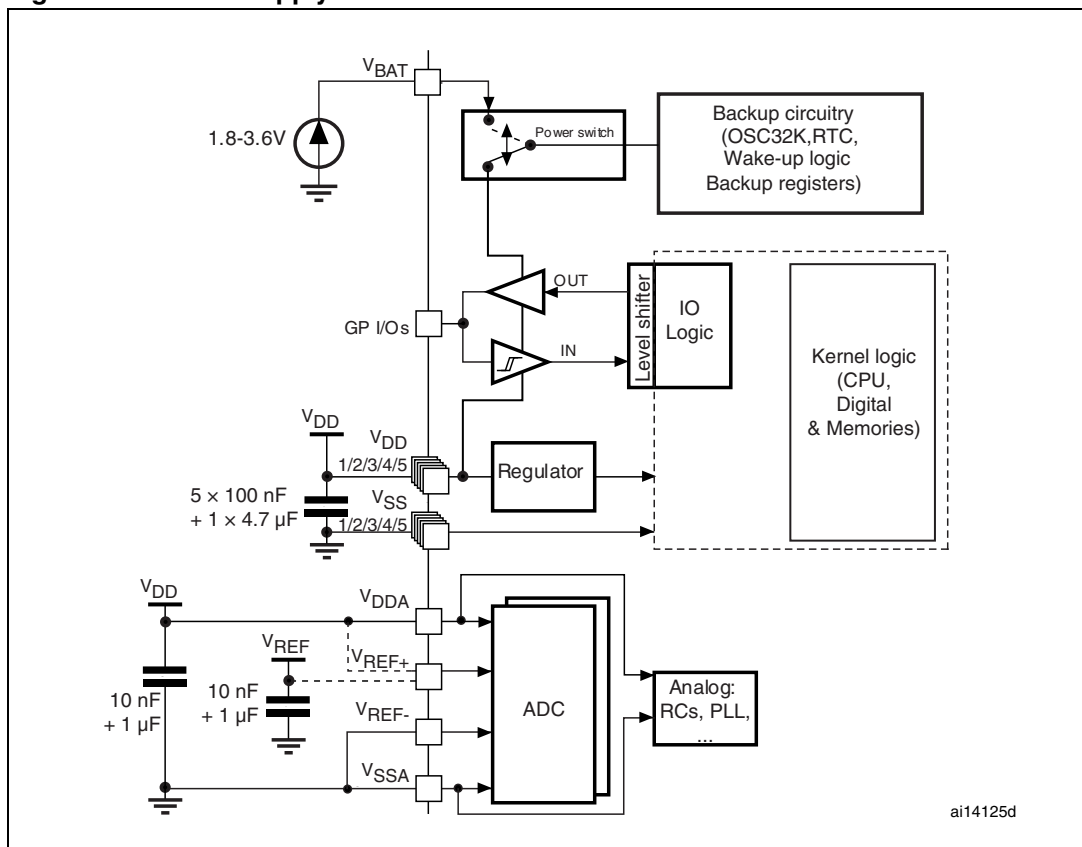 VBAT
1.8-3.6V
Power switch
Backup circuitry
(OSC32K,RTC,
Wake-up logic
Backup registers)
OUT
GP I/Os
IN
Level shifter
IO
Logic
Kernel logic
(CPU,
Digital
& Memories)
VDD
VDD
1/2/3/4/5
Regulator
5 × 100 nF
+ 1 × 4.7 µF
VSS
1/2/3/4/5
VDD
VDDA
VREF
VREF+
10 nF
+ 1 µF
10 nF
+ 1 µF
VREF-
ADC
Analog:
RCs, PLL,
...
VSSA
ai14125d